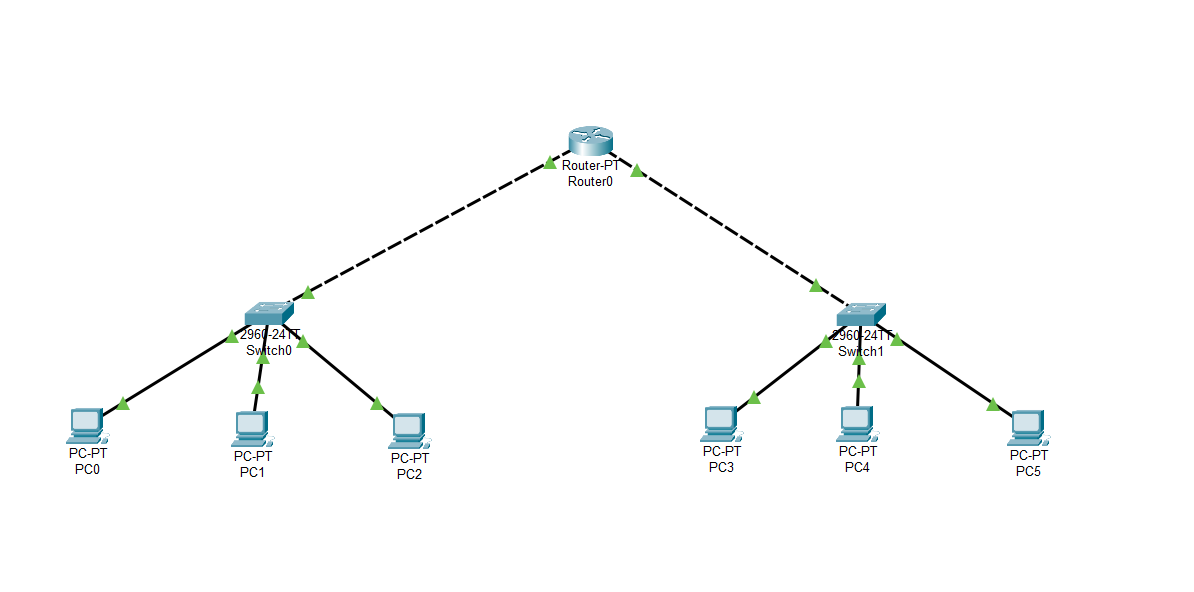 Router-PT
Router0
2960-24TT
Switch0
2960-24TT
Switch1
PC-PT
PC0
PC-PT
PC1
PC-PT
PC2
PC-PT
PC3
PC-PT
PC4
PC-PT
PC5